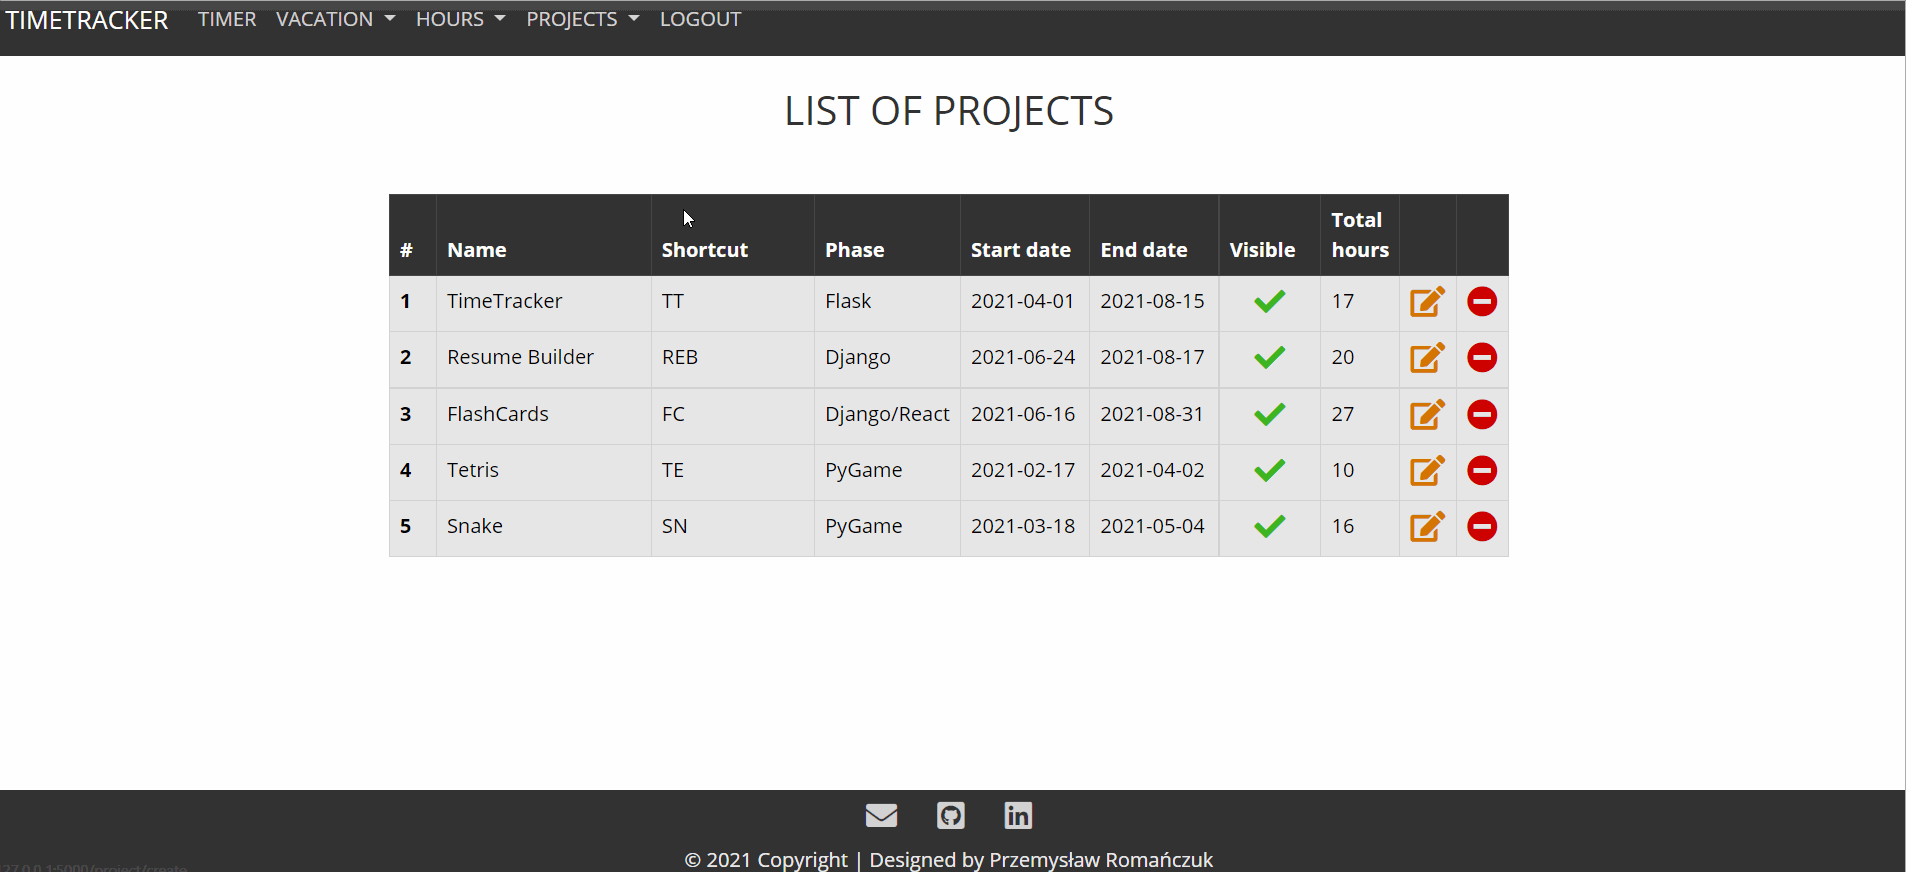 TIMETRACKER TIMER VACATION HOURS PROJECTS LOGOUT
LIST OF PROJECTS
# Name Shortcut Phase Start date End date Visible Total hours
1 TimeTracker TT Flask 2021-04-01 2021-08-15 17
2 Resume Builder REB Django 2021-06-24 2021-08-17 20
3 FlashCards FC Django/React 2021-06-16 2021-08-31 27
4 Tetris TE PyGame 2021-02-17 2021-04-02 10
5 Snake SN PyGame 2021-03-18 2021-05-04 16
in
© 2021 Copyright | Designed by Przemysław Romańczuk